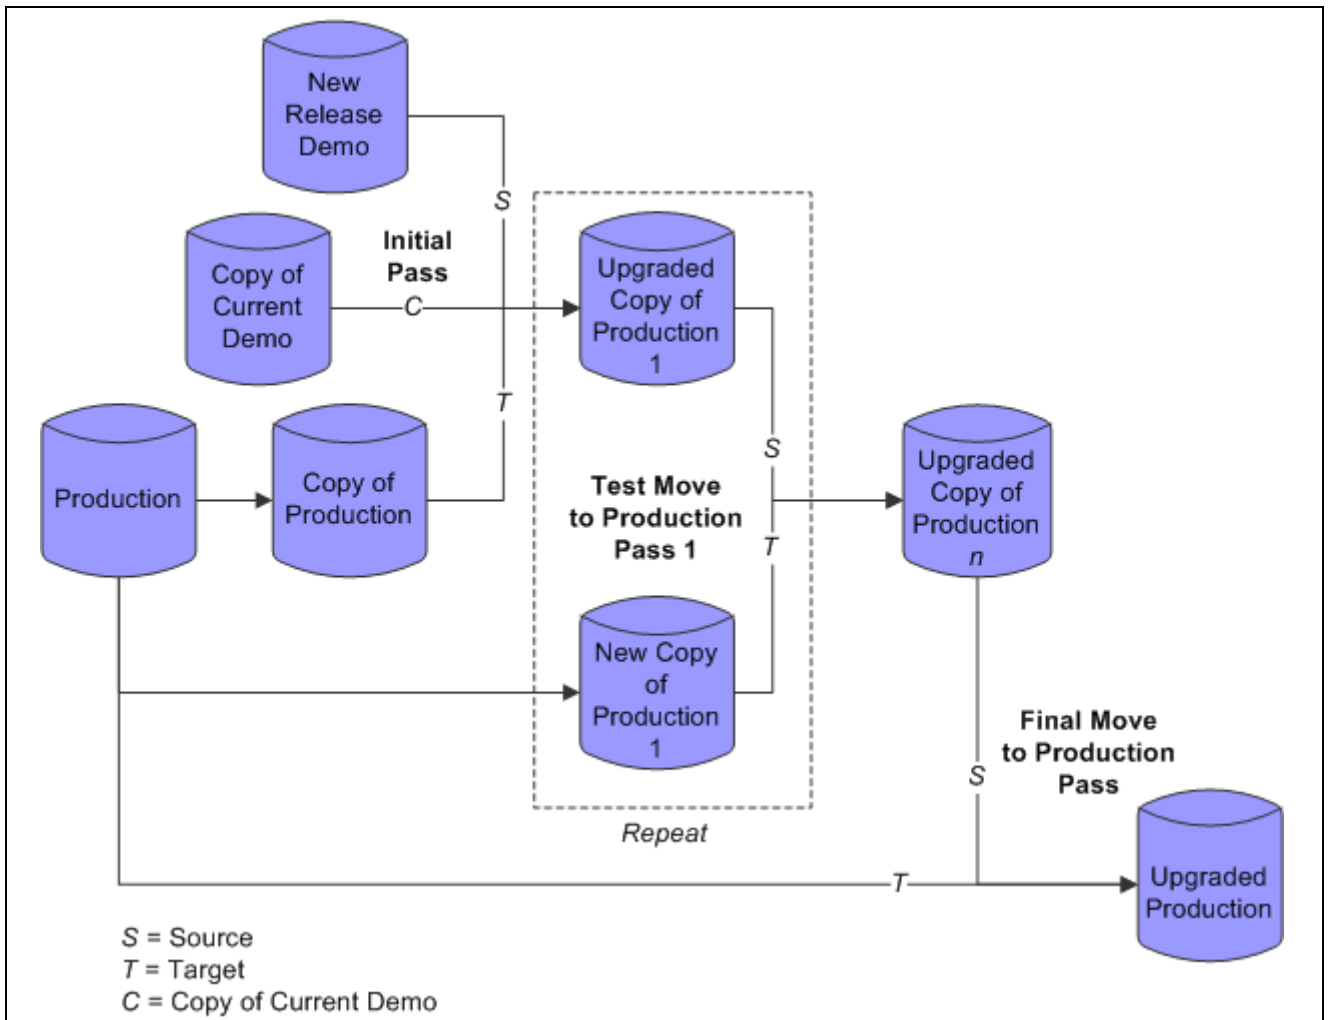 New
Release
Demo
S
Initial
Pass
C
Copy of
Current
Demo
Upgraded
Copy of
Production
1
T
Production
Copy of
Production
S
Test Move
to Production
Pass 1
T
Upgraded
Copy of
Production
n
New Copy
of
Production
1
Repeat
Final Move
to Production
Pass
S
T
Upgraded
Production
S = Source
T = Target
C = Copy of Current Demo